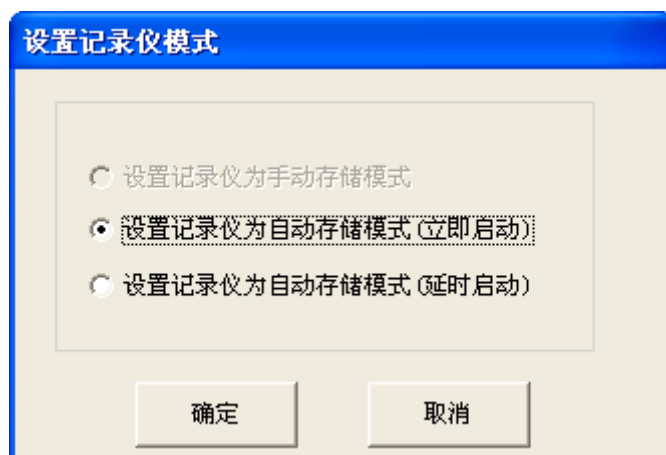 设置记录仪模式
设置记录仪为手动存储模式
设置记录仪为自动存储模式(立即启动)
设置记录仪为自动存储模式(延时启动)
确定 取消